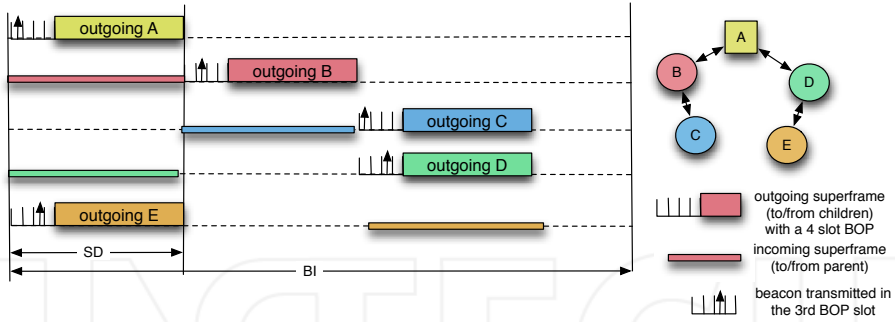 outgoing A
outgoing B
outgoing C
outgoing D
outgoing E
SD
BI
A
B
D
C
E
outgoing superframe
(to/from children)
with a 4 slot BOP
incoming superframe
(to/from parent)
beacon transmitted in
the 3rd BOP slot